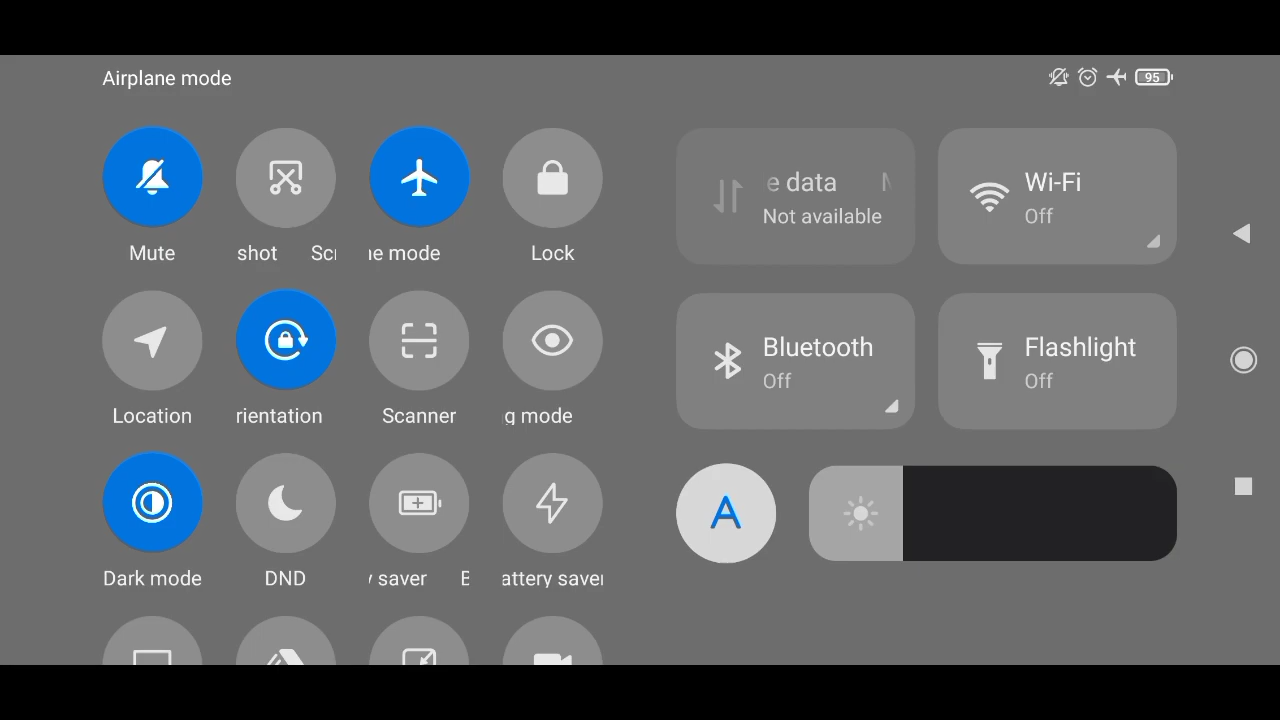 Airplane mode
95
Mute
shot Scr
ne mode
Lock
e data
Not available
Wi-Fi
Off
Location
rientation
Scanner
g mode
Bluetooth
Off
Flashlight
Off
A
Dark mode
DND
saver B
attery saver